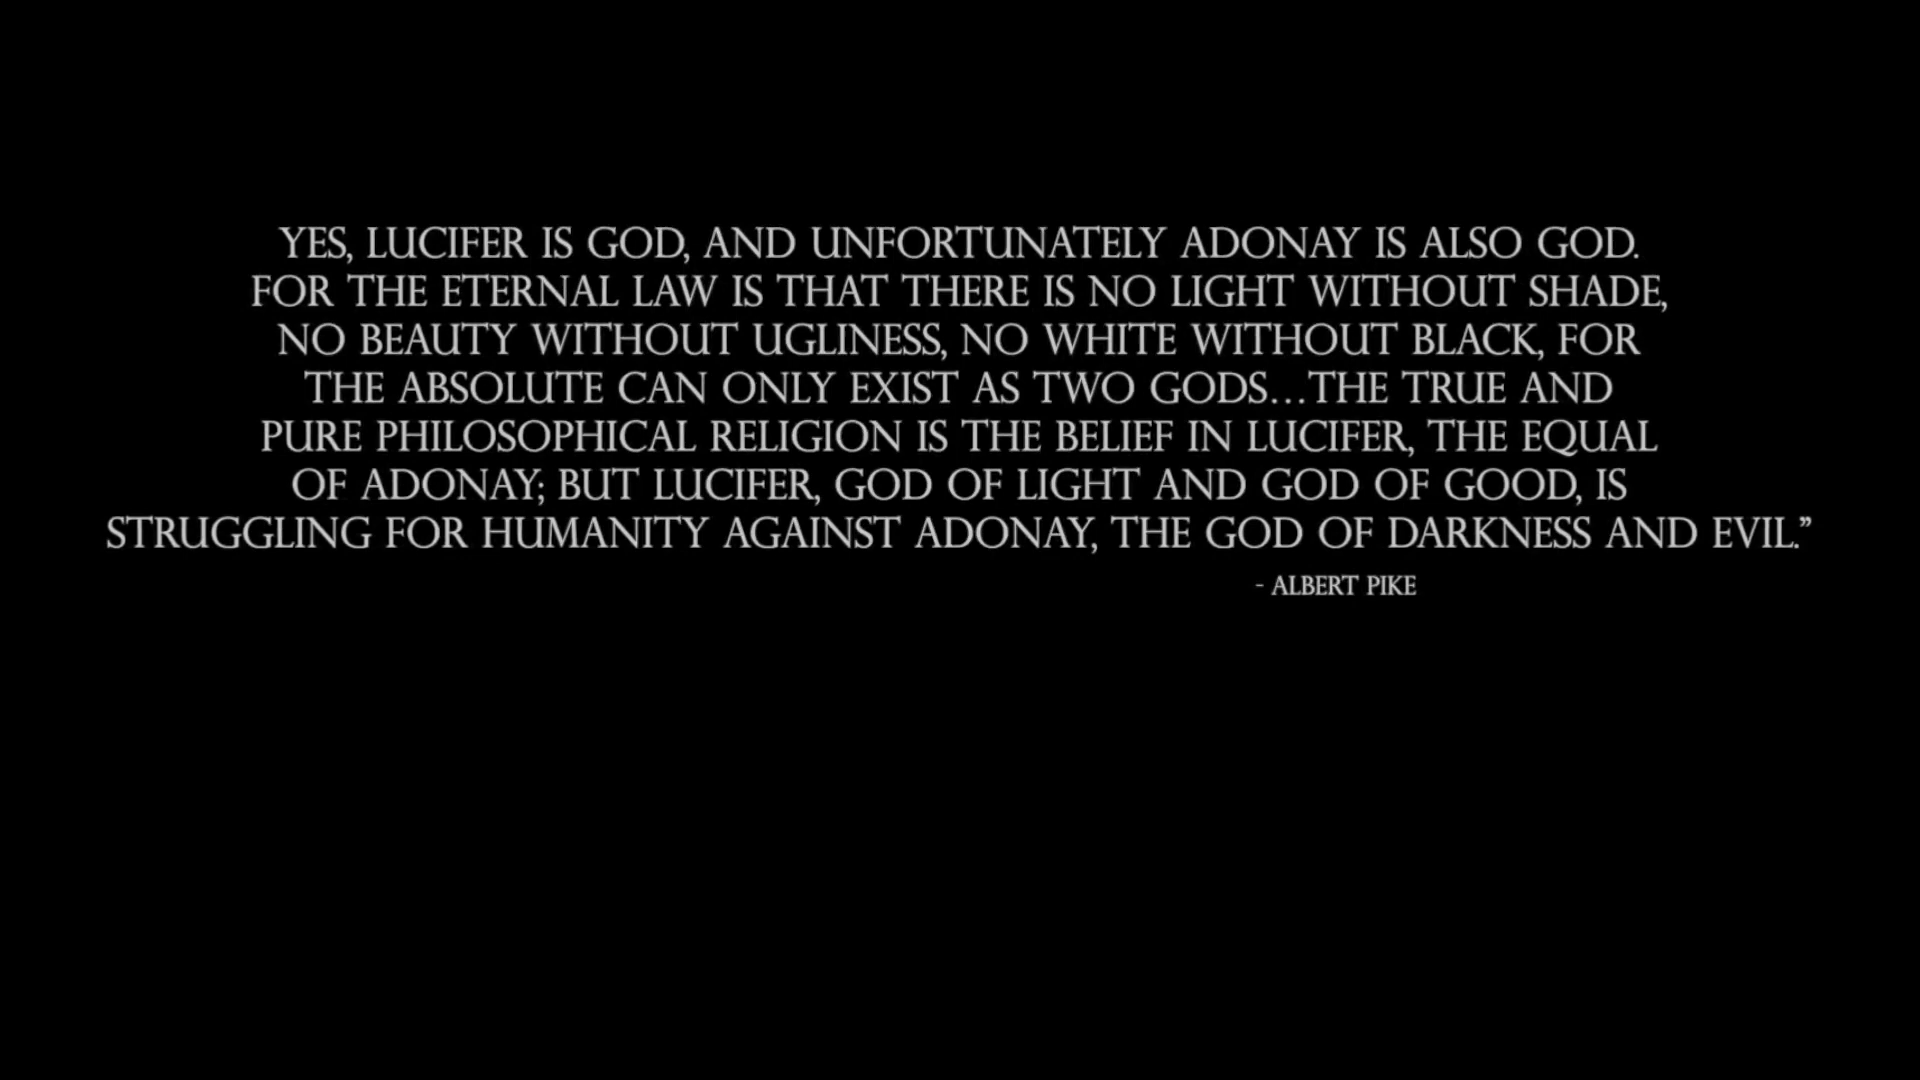 YES, LUCIFER IS GOD, AND UNFORTUNATELY ADONAY IS ALSO GOD.
FOR THE ETERNAL LAW IS THAT THERE IS NO LIGHT WITHOUT SHADE,
NO BEAUTY WITHOUT UGLINESS, NO WHITE WITHOUT BLACK, FOR
THE ABSOLUTE CAN ONLY EXIST AS TWO GODS...THE TRUE AND
PURE PHILOSOPHICAL RELIGION IS THE BELIEF IN LUCIFER, THE EQUAL
OF ADONAY; BUT LUCIFER, GOD OF LIGHT AND GOD OF GOOD, IS
STRUGGLING FOR HUMANITY AGAINST ADONAY, THE GOD OF DARKNESS AND EVIL.”
- ALBERT PIKE